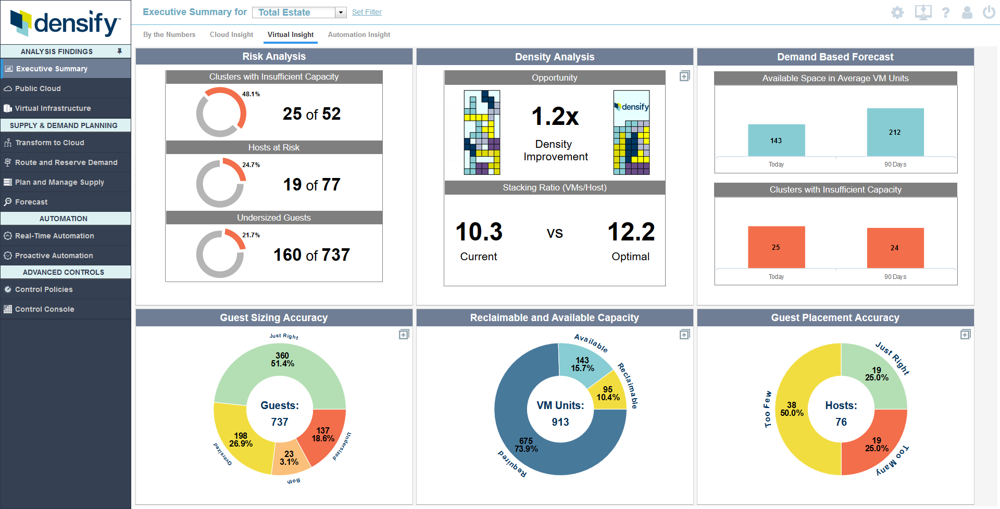 densify™
ANALYSIS FINDINGS
Executive Summary
Public Cloud
Virtual Infrastructure
SUPPLY & DEMAND PLANNING
Transform to Cloud
Route and Reserve Demand
Plan and Manage Supply
Forecast
AUTOMATION
Real-Time Automation
Proactive Automation
ADVANCED CONTROLS
Control Policies
Control Console
Executive Summary for Total Estate Set Filter
?
By the Numbers Cloud Insight Virtual Insight Automation Insight
Risk Analysis
Clusters with Insufficient Capacity
48.1%
25 of 52
Hosts at Risk
24.7%
19 of 77
Undersized Guests
21.7%
160 of 737
Density Analysis
Opportunity
densify
1.2x
Density
Improvement
Stacking Ratio (VMs/Host)
10.3 vs 12.2
Current Optimal
Demand Based Forecast
Available Space in Average VM Units
143 212
Today 90 Days
Clusters with Insufficient Capacity
25 24
Today 90 Days
Guest Sizing Accuracy
Just Right
360
51.4%
Guests:
737
198
26.9%
Oversized
23
3.1%
Both
137
18.6%
Undersized
Reclaimable and Available Capacity
Available
143
15.7%
Reclaimable
95
10.4%
VM Units:
913
675
73.9%
Required
Guest Placement Accuracy
Just Right
19
25.0%
Too Few
38
50.0%
Hosts:
76
19
25.0%
Too Many